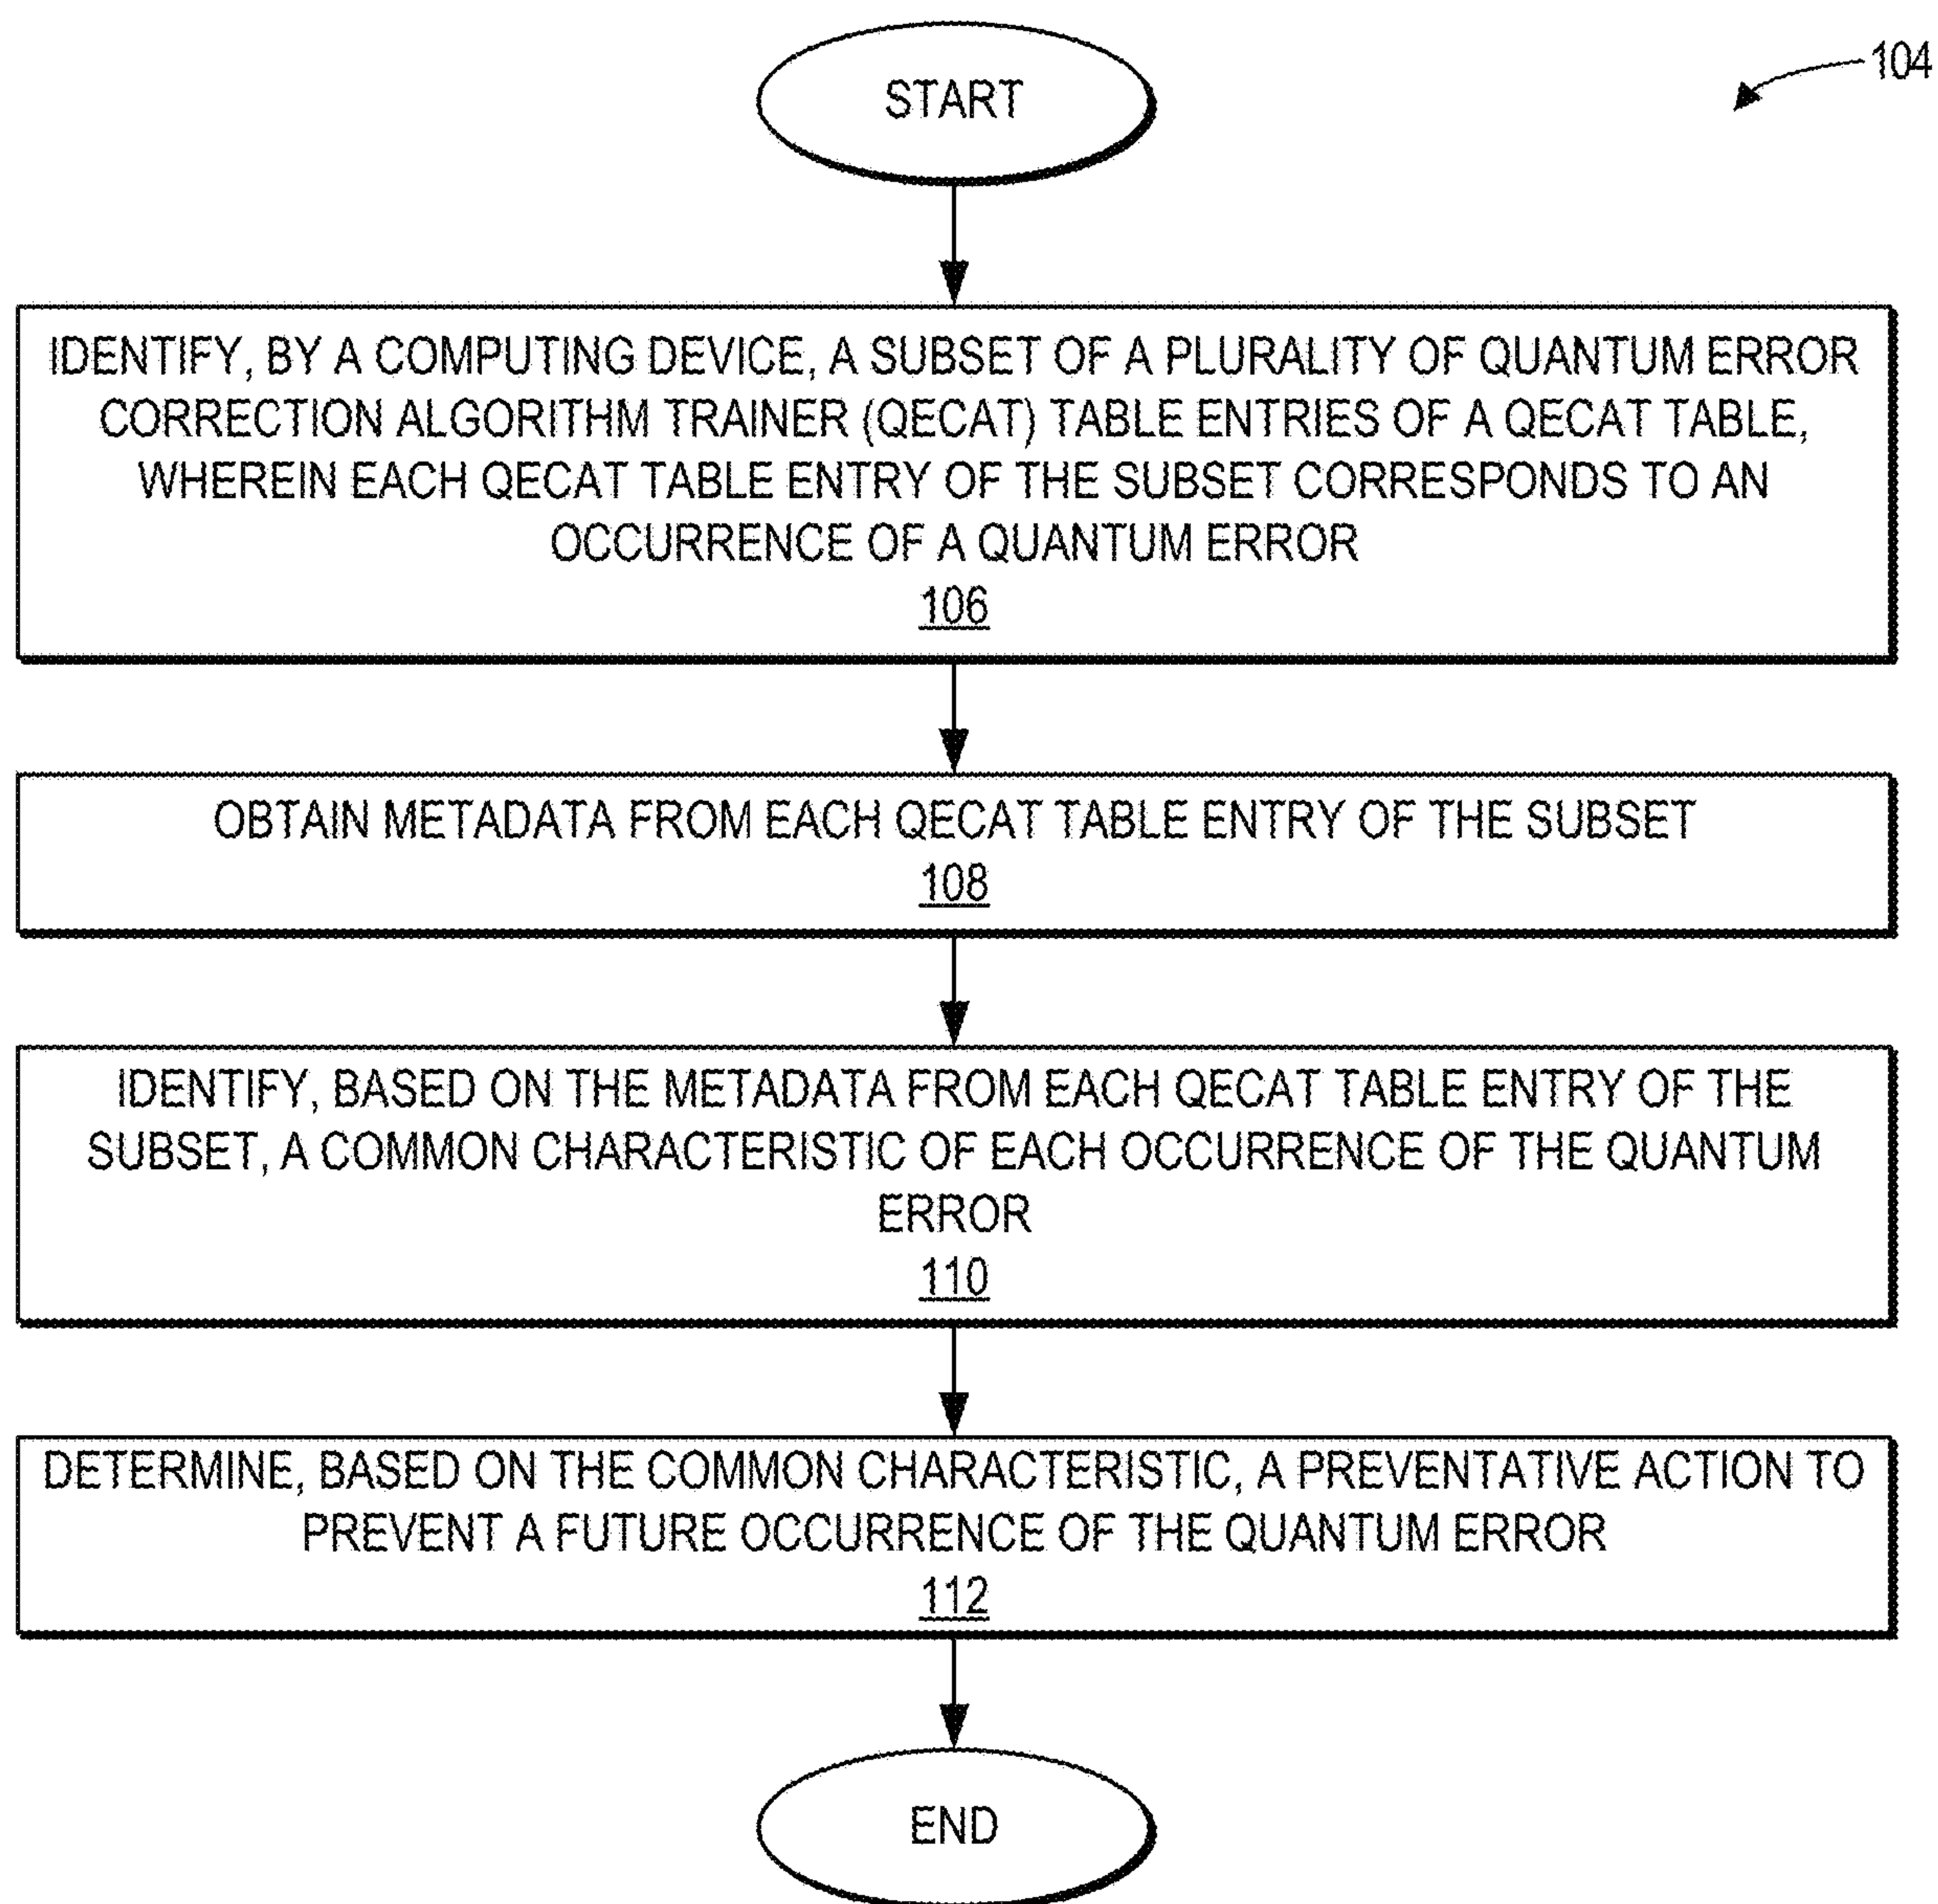 START
104
IDENTIFY, BY A COMPUTING DEVICE, A SUBSET OF A PLURALITY OF QUANTUM ERROR
CORRECTION ALGORITHM TRAINER (QECAT) TABLE ENTRIES OF A QECAT TABLE,
WHEREIN EACH QECAT TABLE ENTRY OF THE SUBSET CORRESPONDS TO AN
OCCURRENCE OF A QUANTUM ERROR
106
OBTAIN METADATA FROM EACH QECAT TABLE ENTRY OF THE SUBSET
108
IDENTIFY, BASED ON THE METADATA FROM EACH QECAT TABLE ENTRY OF THE
SUBSET, A COMMON CHARACTERISTIC OF EACH OCCURRENCE OF THE QUANTUM
ERROR
110
DETERMINE, BASED ON THE COMMON CHARACTERISTIC, A PREVENTATIVE ACTION TO
PREVENT A FUTURE OCCURRENCE OF THE QUANTUM ERROR
112
END